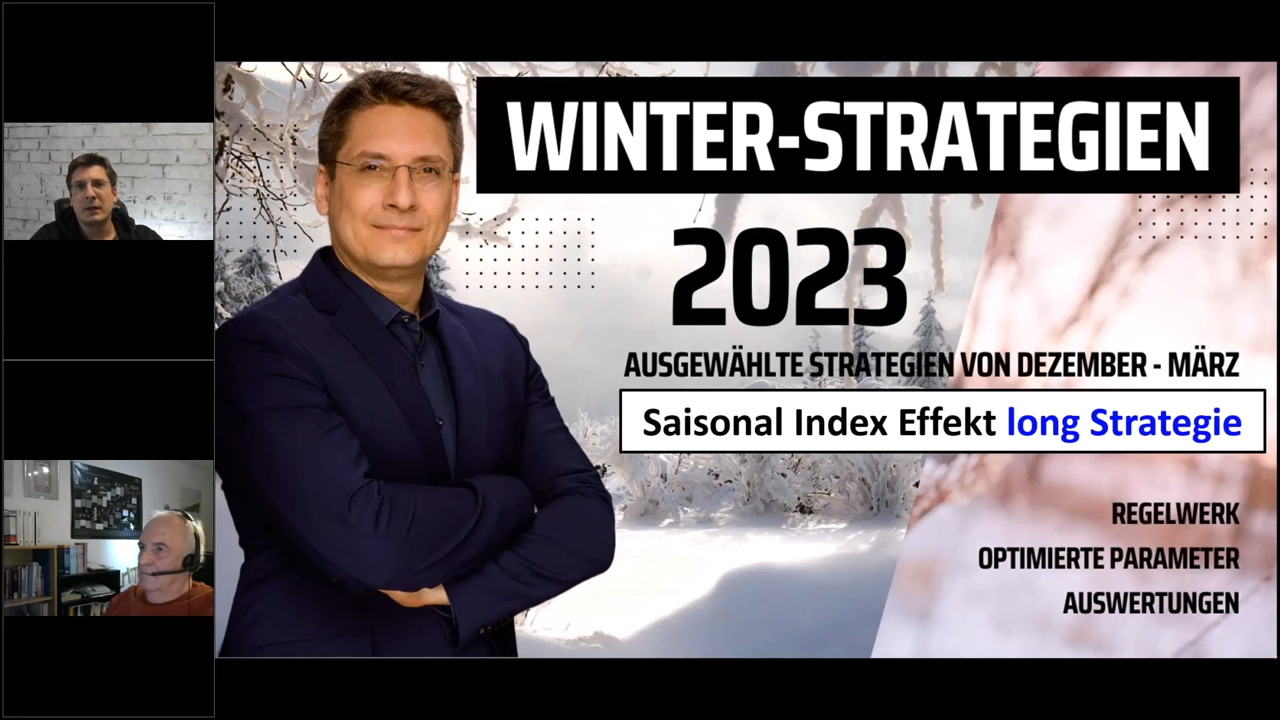 WINTER-STRATEGIEN
2023
AUSGEWÄHLTE STRATEGIEN VON DEZEMBER - MÄRZ
Saisonal Index Effekt long Strategie
REGELWERK
OPTIMIERTE PARAMETER
AUSWERTUNGEN